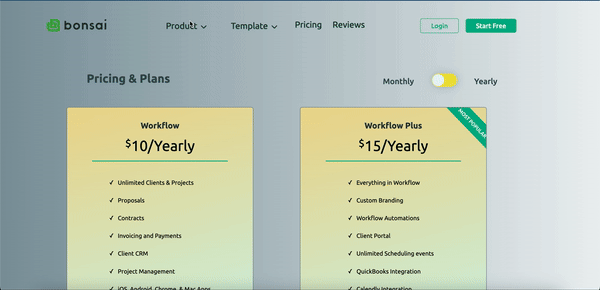 bonsai
Product
Template
Pricing
Reviews
Login
Start Free
Pricing & Plans
Monthly
Yearly
Workflow
$10/Yearly
✓ Unlimited Clients & Projects
✓ Proposals
✓ Contracts
✓ Invoicing and Payments
✓ Client CRM
✓ Project Management
✓ iOS, Android, Chrome, & Mac Apps
MOST POPULAR
Workflow Plus
$15/Yearly
✓ Everything in Workflow
✓ Custom Branding
✓ Workflow Automations
✓ Client Portal
✓ Unlimited Scheduling events
✓ QuickBooks Integration
✓ Calendly Integration